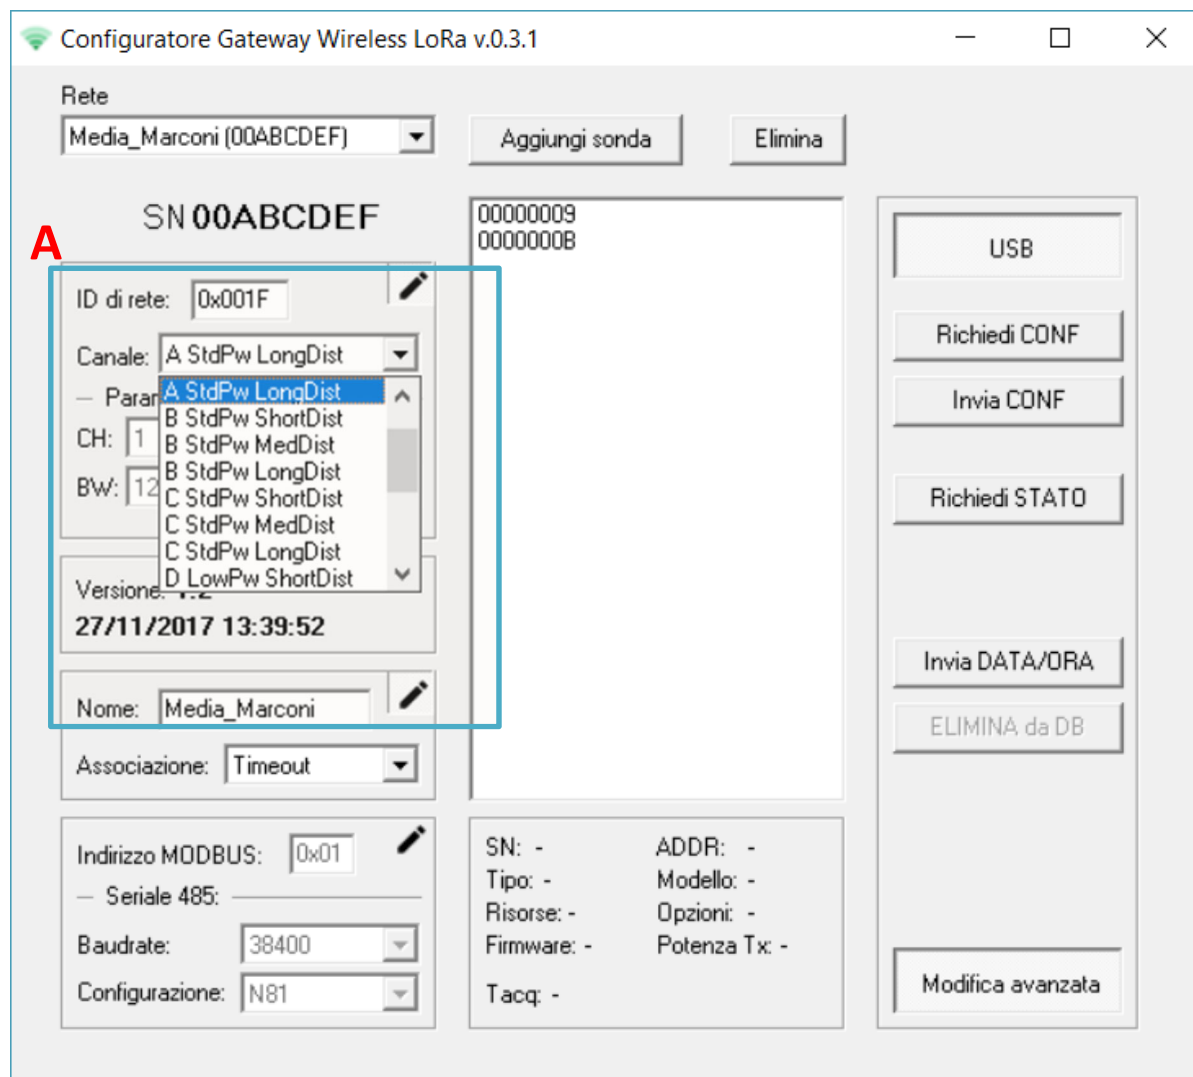 Configuratore Gateway Wireless LoRa v.0.3.1
Rete
Media_Marconi (00ABCDEF)
Aggiungi sonda
Elimina
SN 00ABCDEF
A
ID di rete: 0x001F
Canale: A StdPw LongDist
A StdPw LongDist
B StdPw ShortDist
B StdPw MedDist
B StdPw LongDist
C StdPw ShortDist
C StdPw MedDist
C StdPw LongDist
D LowPw ShortDist
CH: 1
BW:
Versione:
27/11/2017 13:39:52
Nome: Media_Marconi
Associazione: Timeout
Indirizzo MODBUS: 0x01
Seriale 485:
Baudrate: 38400
Configurazione: N81
00000009
0000000B
SN: - ADDR: -
Tipo: - Modello: -
Risorse: - Opzioni: -
Firmware: - Potenza Tx: -
Tacq: -
USB
Richiedi CONF
Invia CONF
Richiedi STATO
Invia DATA/ORA
ELIMINA da DB
Modifica avanzata